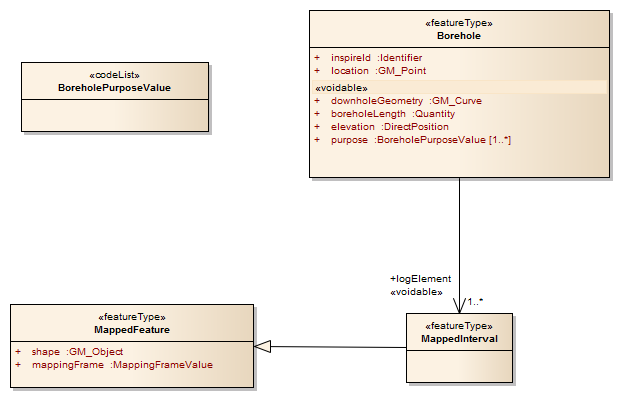 «featureType»
Borehole
+ inspireId :Identifier
+ location :GM_Point
«voidable»
+ downholeGeometry :GM_Curve
+ boreholeLength :Quantity
+ elevation :DirectPosition
+ purpose :BoreholePurposeValue [1..*]
«codeList»
BoreholePurposeValue
+logElement
«voidable»
1..*
«featureType»
MappedFeature
+ shape :GM_Object
+ mappingFrame :MappingFrameValue
«featureType»
MappedInterval